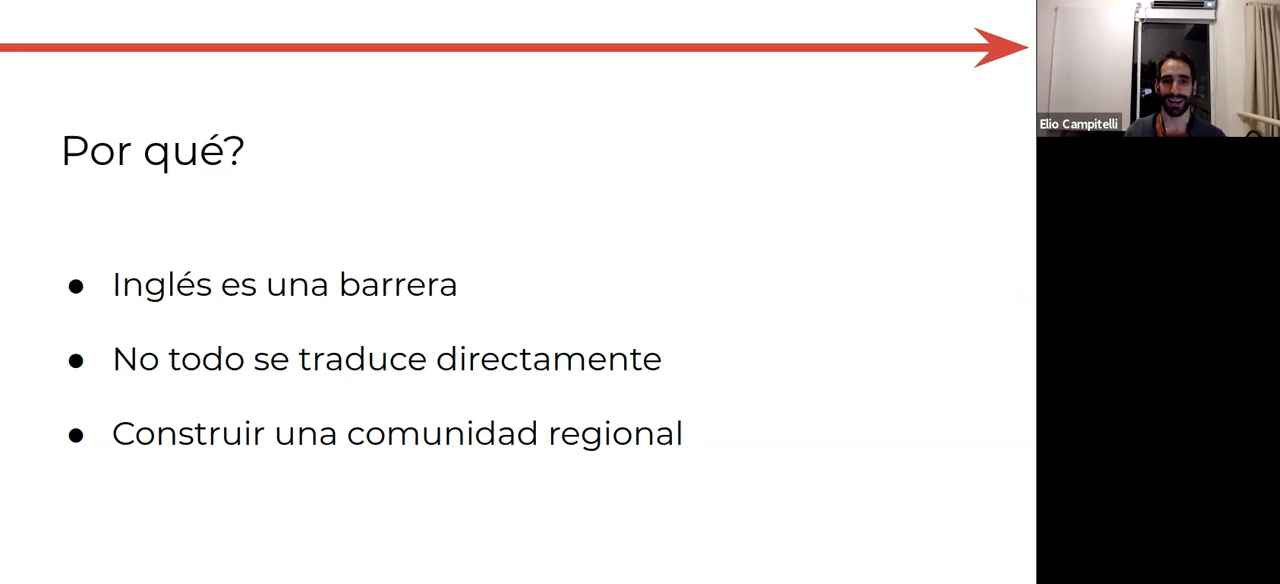 Por qué?
● Inglés es una barrera
● No todo se traduce directamente
● Construir una comunidad regional
Elio Campitelli